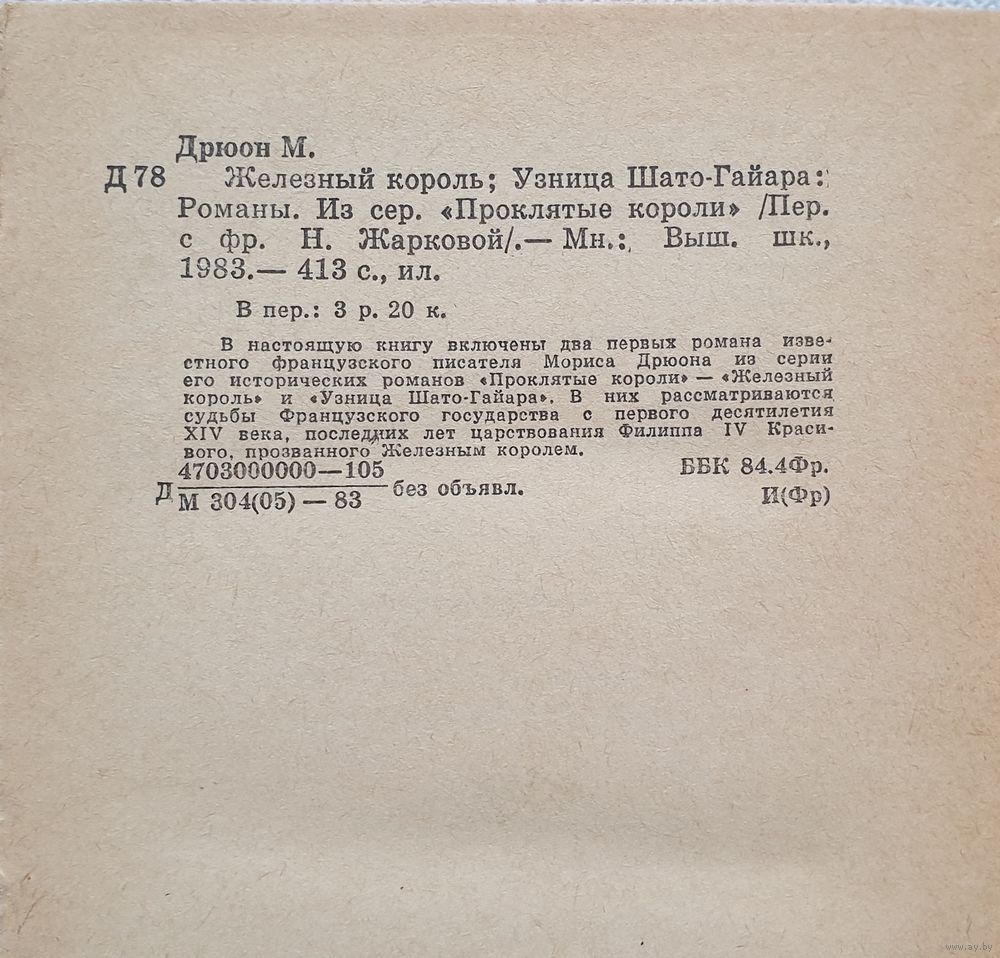 Дрюон М.
Д 78 Железный король; Узница Шато-Гайара:
Романы. Из сер. «Проклятые короли» /Пер.
с фр. Н. Жарковой/.— Мн.: Выш. шк.,
1983.— 413 с., ил.
В пер.: 3 р. 20 к.
В настоящую книгу включены два первых романа изве-
стного французского писателя Мориса Дрюона из серии
его исторических романов «Проклятые короли» — «Железный
король» и «Узница Шато-Гайара». В них рассматриваются
судьбы Французского государства с первого десятилетия
XIV века, последних лет царствования Филиппа IV Краси-
вого, прозванного Железным королем.
4703000000—105
Д М 304(05) — 83 без объявл.
ББК 84.4Фр.
И(Фр)
www.ay.by